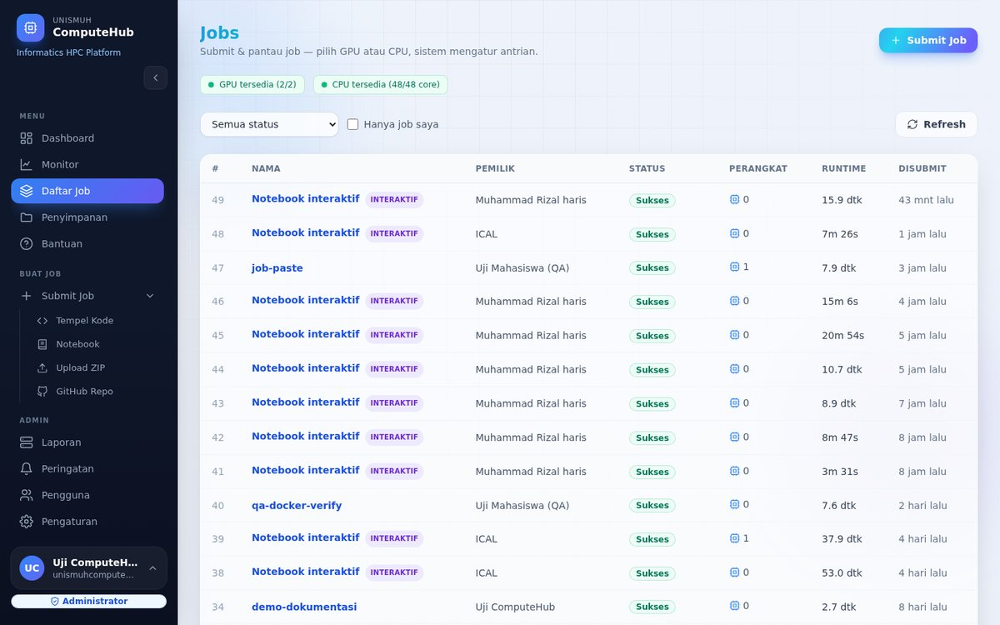 UNISMUH
ComputeHub
Informatics HPC Platform
MENU
Dashboard
Monitor
Daftar Job
Penyimpanan
Bantuan
BUAT JOB
Submit Job
Tempel Kode
Notebook
Upload ZIP
GitHub Repo
ADMIN
Laporan
Peringatan
Pengguna
Pengaturan
UC Uji ComputeH...
unismuhcompute...
Administrator
Jobs
Submit & pantau job — pilih GPU atau CPU, sistem mengatur antrian.
+ Submit Job
GPU tersedia (2/2) CPU tersedia (48/48 core)
Semua status Hanya job saya Refresh
# NAMA PEMILIK STATUS PERANGKAT RUNTIME DISUBMIT
49 Notebook interaktif INTERAKTIF Muhammad Rizal haris Sukses 0 15.9 dtk 43 mnt lalu
48 Notebook interaktif INTERAKTIF ICAL Sukses 0 7m 26s 1 jam lalu
47 job-paste Uji Mahasiswa (QA) Sukses 1 7.9 dtk 3 jam lalu
46 Notebook interaktif INTERAKTIF Muhammad Rizal haris Sukses 0 15m 6s 4 jam lalu
45 Notebook interaktif INTERAKTIF Muhammad Rizal haris Sukses 0 20m 54s 5 jam lalu
44 Notebook interaktif INTERAKTIF Muhammad Rizal haris Sukses 0 10.7 dtk 5 jam lalu
43 Notebook interaktif INTERAKTIF Muhammad Rizal haris Sukses 0 8.9 dtk 7 jam lalu
42 Notebook interaktif INTERAKTIF Muhammad Rizal haris Sukses 0 8m 47s 8 jam lalu
41 Notebook interaktif INTERAKTIF Muhammad Rizal haris Sukses 0 3m 31s 8 jam lalu
40 qa-docker-verify Uji Mahasiswa (QA) Sukses 0 7.6 dtk 2 hari lalu
39 Notebook interaktif INTERAKTIF ICAL Sukses 1 37.9 dtk 4 hari lalu
38 Notebook interaktif INTERAKTIF ICAL Sukses 0 53.0 dtk 4 hari lalu
34 demo-dokumentasi Uji ComputeHub Sukses 0 2.7 dtk 8 hari lalu